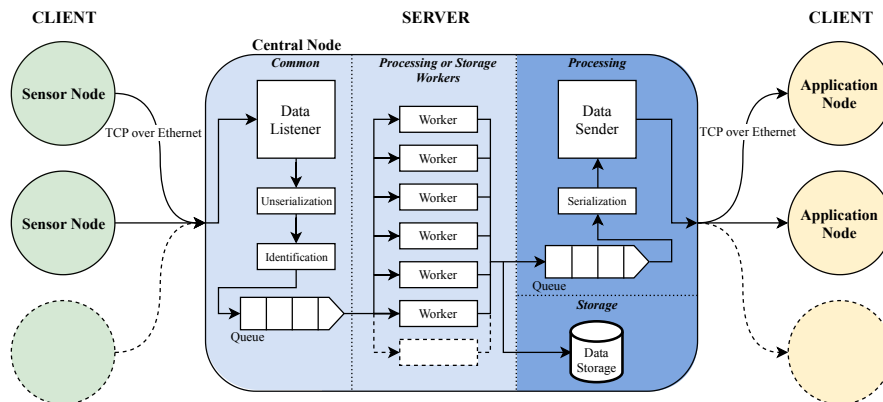 CLIENT
SERVER
CLIENT
Central Node
Common
Processing or Storage
Workers
Processing
Sensor Node
TCP over Ethernet
Sensor Node
Data
Listener
Unserialization
Identification
Queue
Worker
Worker
Worker
Worker
Worker
Worker
Data
Sender
Serialization
Queue
Storage
Data
Storage
TCP over Ethernet
Application
Node
Application
Node